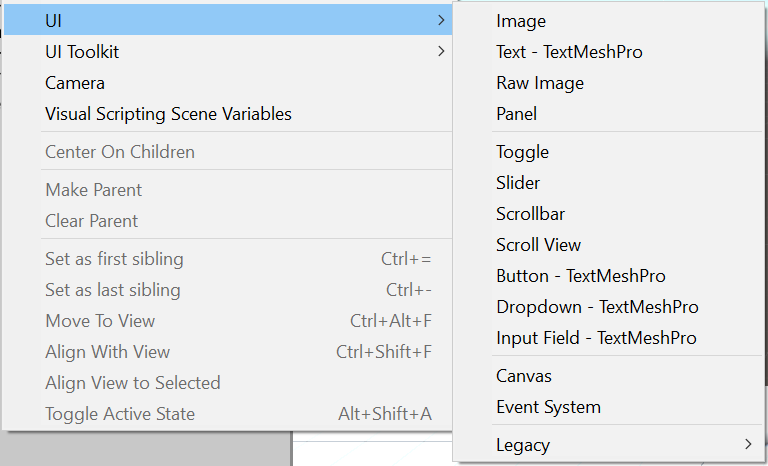 UI
UI Toolkit
Camera
Visual Scripting Scene Variables
Center On Children
Make Parent
Clear Parent
Set as first sibling Ctrl+=
Set as last sibling Ctrl+-
Move To View Ctrl+Alt+F
Align With View Ctrl+Shift+F
Align View to Selected
Toggle Active State Alt+Shift+A
Image
Text - TextMeshPro
Raw Image
Panel
Toggle
Slider
Scrollbar
Scroll View
Button - TextMeshPro
Dropdown - TextMeshPro
Input Field - TextMeshPro
Canvas
Event System
Legacy